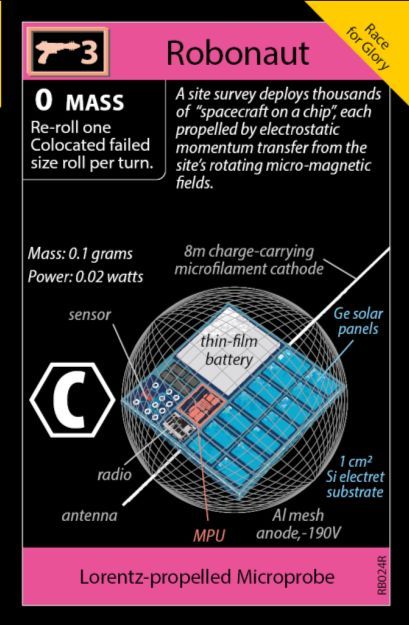 Race
for Glory
3
Robonaut
0 MASS
Re-roll one
Colocated failed
size roll per turn.
A site survey deploys thousands
of "spacecraft on a chip", each
propelled by electrostatic
momentum transfer from the
site's rotating micro-magnetic
fields.
Mass: 0.1 grams
Power: 0.02 watts
8m charge-carrying
microfilament cathode
sensor
Ge solar
panels
thin-film
battery
C
radio
1 cm²
Si electret
substrate
antenna
Al mesh
anode,-190V
MPU
Lorentz-propelled Microprobe
RB024R